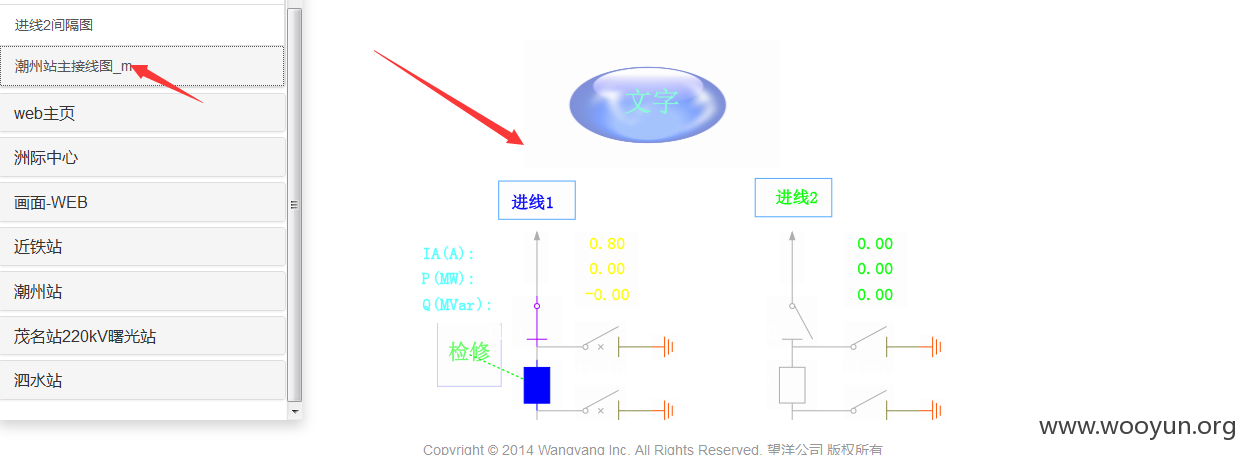 进线2间隔图
潮州站主接线图_m
web主页
洲际中心
画面-WEB
近铁站
潮州站
茂名站220kV曙光站
泗水站
文字
进线1
进线2
IA(A):
0.80
0.00
P(MW):
0.00
0.00
Q(MVar):
-0.00
0.00
检修
www.wooyun.org
Copyright © 2014 Wangyang Inc. All Rights Reserved. 望洋公司 版权所有